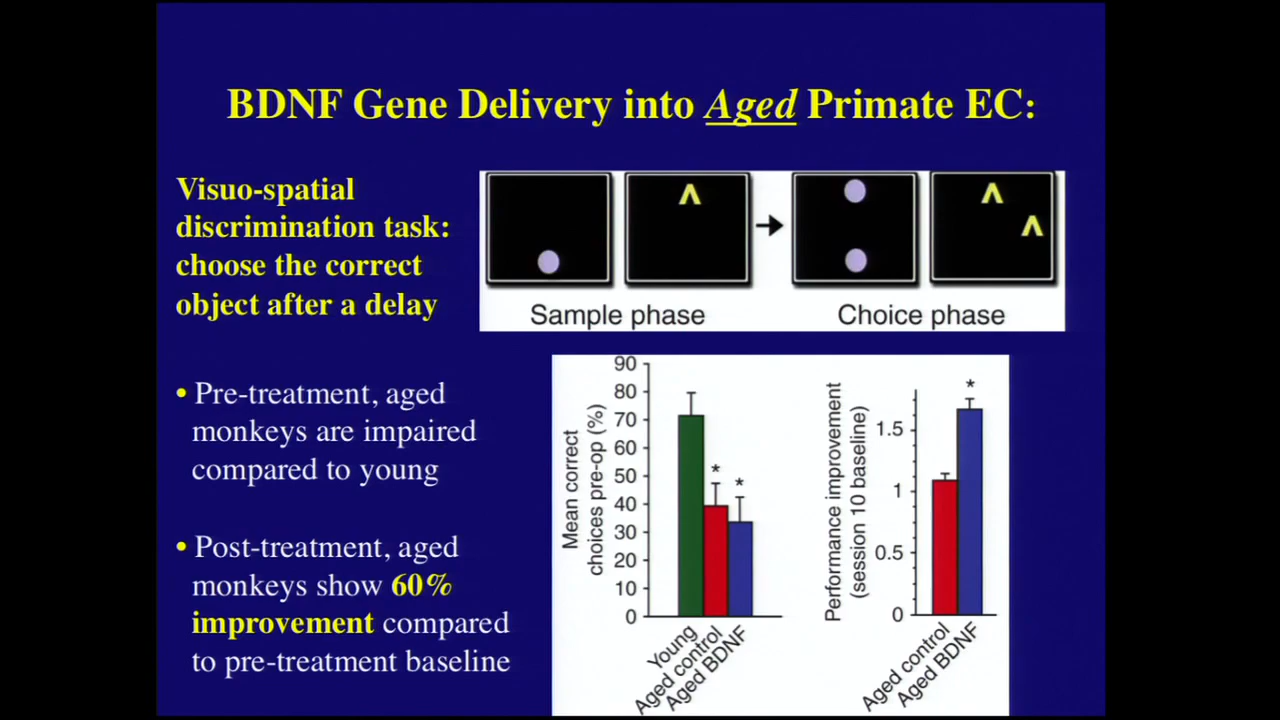 BDNF Gene Delivery into Aged Primate EC:
Visuo-spatial
discrimination task:
choose the correct
object after a delay
Sample phase
Choice phase
• Pre-treatment, aged
monkeys are impaired
compared to young
• Post-treatment, aged
monkeys show 60%
improvement compared
to pre-treatment baseline
Mean correct
choices pre-op (%)
90
80
70
60
50
40
30
20
10
0
*
*
Young
Aged control
Aged BDNF
Performance improvement
(session 10 baseline)
1.5
1
0.5
0
*
Aged control
Aged BDNF